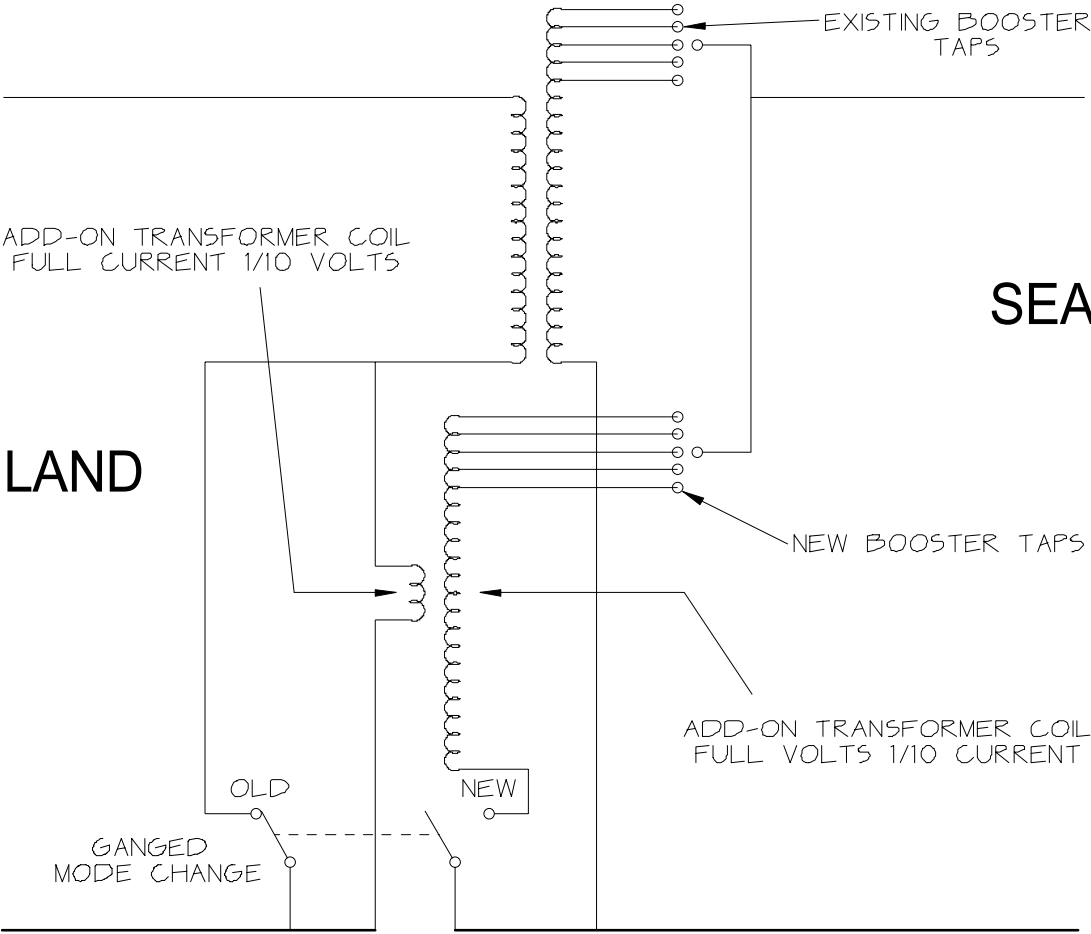 EXISTING BOOSTER
TAPS
ADD-ON TRANSFORMER COIL
FULL CURRENT 1/10 VOLTS
SEA
LAND
NEW BOOSTER TAPS
ADD-ON TRANSFORMER COIL
FULL VOLTS 1/10 CURRENT
OLD
NEW
GANGED
MODE CHANGE